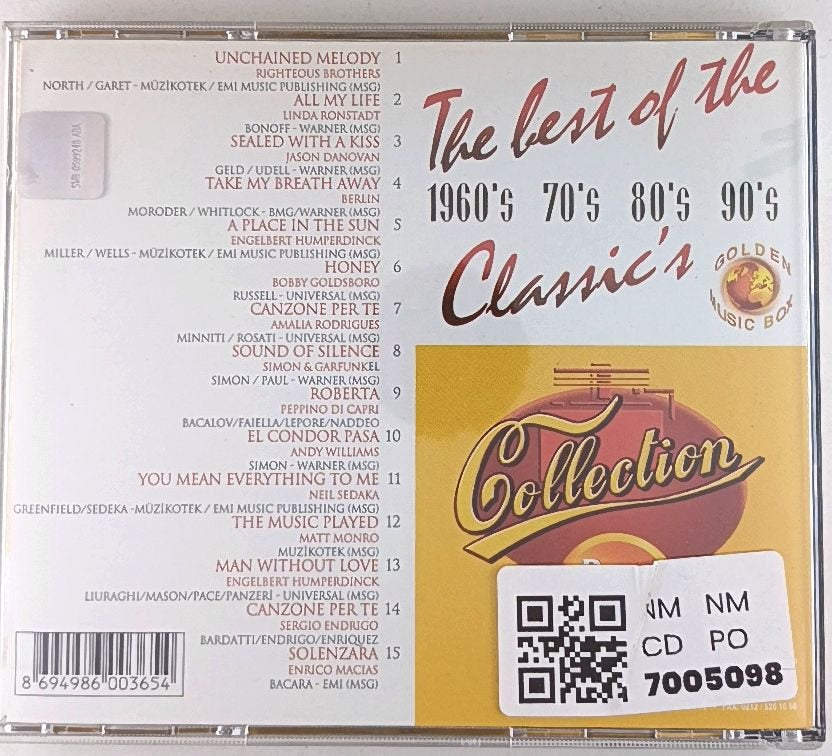 UNCHAINED MELODY 1
RIGHTEOUS BROTHERS
NORTH / GARET - MÜZİKOTEK / EMI MUSIC PUBLISHING (MSG)
ALL MY LIFE 2
LINDA RONSTADT
BONOFF - WARNER (MSG)
SEALED WITH A KISS 3
JASON DANOVAN
GELD / UDELL - WARNER (MSG)
TAKE MY BREATH AWAY 4
BERLIN
MORODER / WHITLOCK - BMG/WARNER (MSG)
A PLACE IN THE SUN 5
ENGELBERT HUMPERDINCK
MILLER / WELLS - MÜZİKOTEK / EMI MUSIC PUBLISHING (MSG)
HONEY 6
BOBBY GOLDSBORO
RUSSELL - UNIVERSAL (MSG)
CANZONE PER TE 7
AMALIA RODRIGUES
MINNITI / ROSATI - UNIVERSAL (MSG)
SOUND OF SILENCE 8
SIMON & GARFUNKEL
SIMON / PAUL - WARNER (MSG)
ROBERTA 9
PEPPINO DI CAPRI
BACALOV/FAIELLA/LEPORE/NADDEO
EL CONDOR PASA 10
ANDY WILLIAMS
SIMON - WARNER (MSG)
YOU MEAN EVERYTHING TO ME 11
NEIL SEDAKA
GREENFIELD/SEDEKA -MÜZİKOTEK / EMI MUSIC PUBLISHING (MSG)
THE MUSIC PLAYED 12
MATT MONRO
MUZİKOTEK (MSG)
MAN WITHOUT LOVE 13
ENGELBERT HUMPERDINCK
LIURAGHI/MASON/PACE/PANZERİ - UNIVERSAL (MSG)
CANZONE PER TE 14
SERGIO ENDRIGO
BARDATTI/ENDRIGO/ENRIQUEZ
SOLENZARA 15
ENRICO MACIAS
BACARA - EMI (MSG)
8 694986 003654
The best of the
1960's 70's 80's 90's
Classic's
GOLDEN
MUSIC BOX
Collection
NM NM
CD PO
7005098